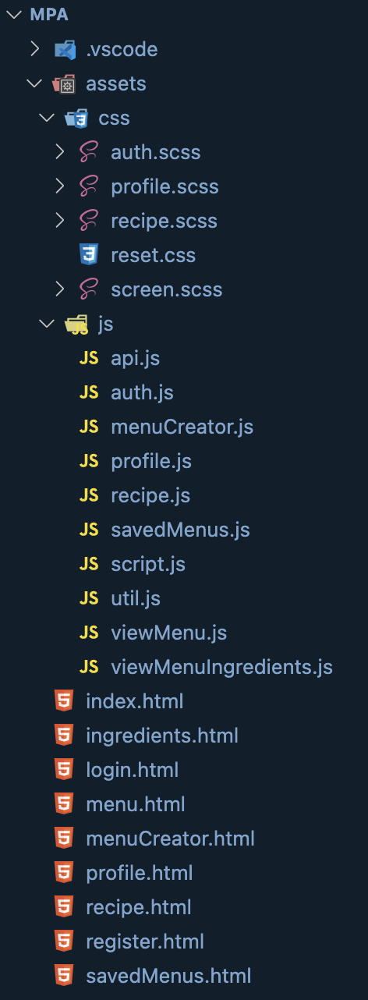 MPA
.vscode
assets
css
auth.scss
profile.scss
recipe.scss
reset.css
screen.scss
js
JS api.js
JS auth.js
JS menuCreator.js
JS profile.js
JS recipe.js
JS savedMenus.js
JS script.js
JS util.js
JS viewMenu.js
JS viewMenuIngredients.js
index.html
ingredients.html
login.html
menu.html
menuCreator.html
profile.html
recipe.html
register.html
savedMenus.html